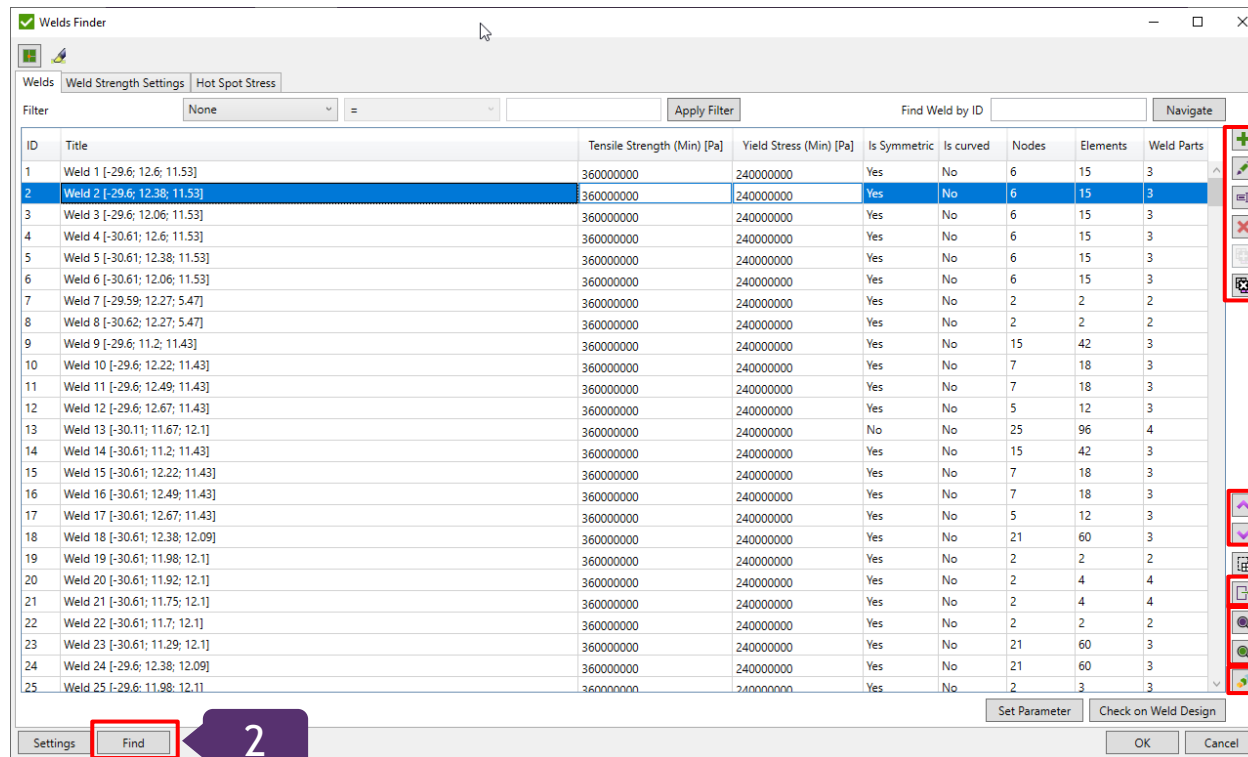 Welds Finder
Welds Weld Strength Settings Hot Spot Stress
Filter None = Apply Filter Find Weld by ID Navigate
ID Title Tensile Strength (Min) [Pa] Yield Stress (Min) [Pa] Is Symmetric Is curved Nodes Elements Weld Parts
1 Weld 1 [-29.6; 12.6; 11.53] 360000000 240000000 Yes No 6 15 3
2 Weld 2 [-29.6; 12.38; 11.53] 360000000 240000000 Yes No 6 15 3
3 Weld 3 [-29.6; 12.06; 11.53] 360000000 240000000 Yes No 6 15 3
4 Weld 4 [-30.61; 12.6; 11.53] 360000000 240000000 Yes No 6 15 3
5 Weld 5 [-30.61; 12.38; 11.53] 360000000 240000000 Yes No 6 15 3
6 Weld 6 [-30.61; 12.06; 11.53] 360000000 240000000 Yes No 6 15 3
7 Weld 7 [-29.59; 12.27; 5.47] 360000000 240000000 Yes No 2 2 2
8 Weld 8 [-30.62; 12.27; 5.47] 360000000 240000000 Yes No 2 2 2
9 Weld 9 [-29.6; 11.2; 11.43] 360000000 240000000 Yes No 15 42 3
10 Weld 10 [-29.6; 12.22; 11.43] 360000000 240000000 Yes No 7 18 3
11 Weld 11 [-29.6; 12.49; 11.43] 360000000 240000000 Yes No 7 18 3
12 Weld 12 [-29.6; 12.67; 11.43] 360000000 240000000 Yes No 5 12 3
13 Weld 13 [-30.11; 11.67; 12.1] 360000000 240000000 No No 25 96 4
14 Weld 14 [-30.61; 11.2; 11.43] 360000000 240000000 Yes No 15 42 3
15 Weld 15 [-30.61; 12.22; 11.43] 360000000 240000000 Yes No 7 18 3
16 Weld 16 [-30.61; 12.49; 11.43] 360000000 240000000 Yes No 7 18 3
17 Weld 17 [-30.61; 12.67; 11.43] 360000000 240000000 Yes No 5 12 3
18 Weld 18 [-30.61; 12.38; 12.09] 360000000 240000000 Yes No 21 60 3
19 Weld 19 [-30.61; 11.98; 12.1] 360000000 240000000 Yes No 2 2 2
20 Weld 20 [-30.61; 11.92; 12.1] 360000000 240000000 Yes No 2 4 4
21 Weld 21 [-30.61; 11.75; 12.1] 360000000 240000000 Yes No 2 4 4
22 Weld 22 [-30.61; 11.7; 12.1] 360000000 240000000 Yes No 2 2 2
23 Weld 23 [-30.61; 11.29; 12.1] 360000000 240000000 Yes No 21 60 3
24 Weld 24 [-29.6; 12.38; 12.09] 360000000 240000000 Yes No 21 60 3
25 Weld 25 [-29.6; 11.98; 12.1] 360000000 240000000 Yes No 2 3 3
Set Parameter Check on Weld Design
Settings Find 2 OK Cancel